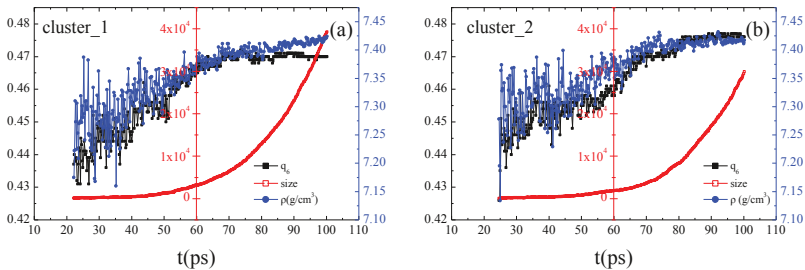 cluster_1
(a)
0.48
0.47
0.46
0.45
0.44
0.43
0.42
4x10⁴
3x10⁴
2x10⁴
1x10⁴
0
7.45
7.40
7.35
7.30
7.25
7.20
7.15
7.10
q₆
size
ρ(g/cm³)
10 20 30 40 50 60 70 80 90 100 110
t(ps)
cluster_2
(b)
0.48
0.47
0.46
0.45
0.44
0.43
0.42
4x10⁴
3x10⁴
2x10⁴
1x10⁴
0
7.45
7.40
7.35
7.30
7.25
7.20
7.15
7.10
q₆
size
ρ (g/cm³)
10 20 30 40 50 60 70 80 90 100 110
t(ps)